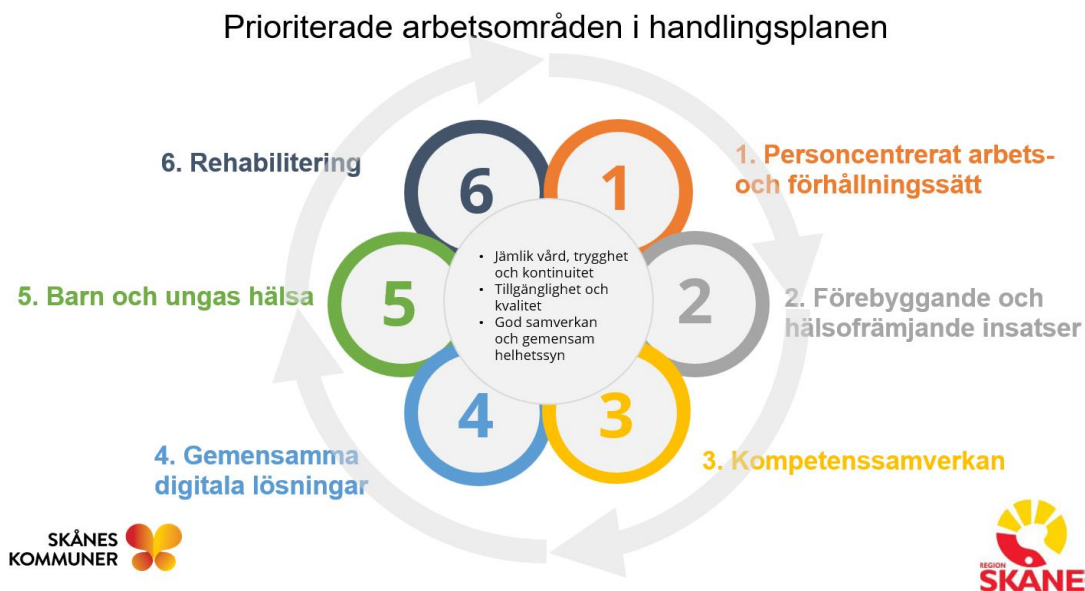 Prioriterade arbetsområden i handlingsplanen
6. Rehabilitering
6
1
1. Personcentrerat arbets-
och förhållningssätt
5. Barn och ungas hälsa
5
• Jämlik vård, trygghet
och kontinuitet
• Tillgänglighet och
kvalitet
• God samverkan
och gemensam
helhetssyn
2
2. Förebyggande och
hälsofrämjande insatser
4. Gemensamma
digitala lösningar
4
3
3. Kompetenssamverkan
SKÅNES
KOMMUNER
REGION
SKÅNE